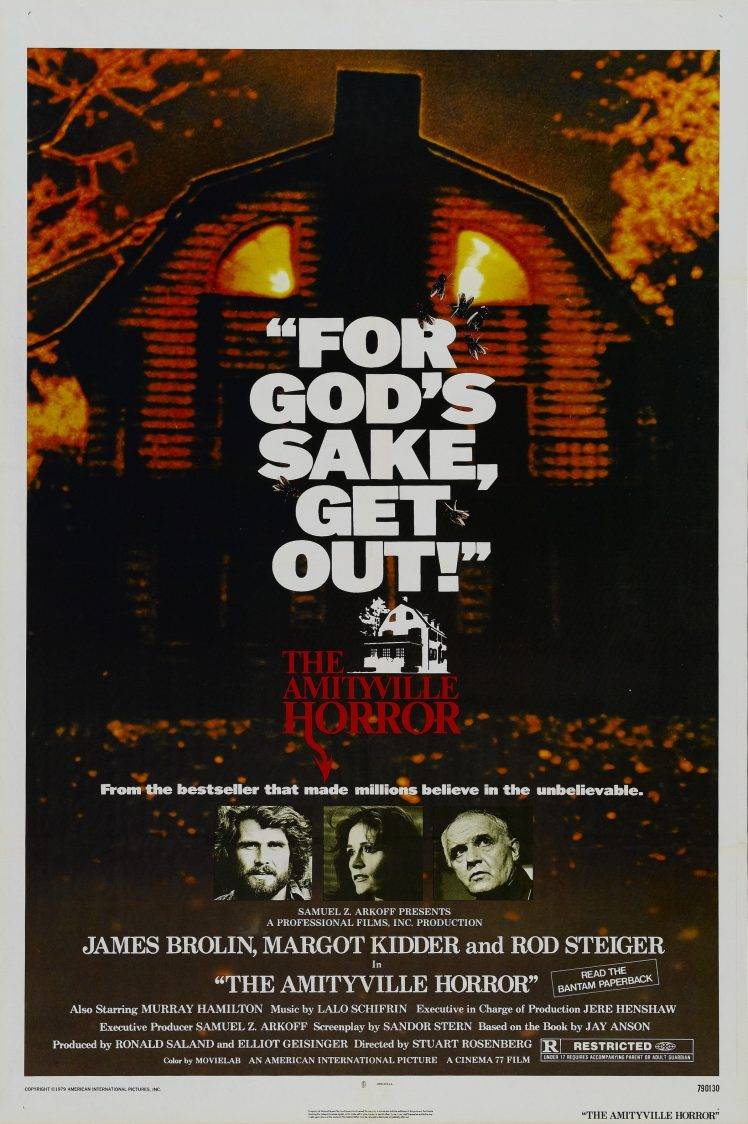 “FOR
GOD’S
SAKE,
GET
OUT!”
THE
AMITYVILLE
HORROR
From the bestseller that made millions believe in the unbelievable.
SAMUEL Z. ARKOFF PRESENTS
A PROFESSIONAL FILMS, INC. PRODUCTION
JAMES BROLIN, MARGOT KIDDER and ROD STEIGER
In
“THE AMITYVILLE HORROR”
READ THE
BANTAM PAPERBACK
Also Starring MURRAY HAMILTON Music by LALO SCHIFRIN Executive in Charge of Production JERE HENSHAW
Executive Producer SAMUEL Z. ARKOFF Screenplay by SANDOR STERN Based on the Book by JAY ANSON
Produced by RONALD SALAND and ELLIOT GEISINGER Directed by STUART ROSENBERG
R RESTRICTED
UNDER 17 REQUIRES ACCOMPANYING PARENT OR ADULT GUARDIAN
Color by MOVIELAB AN AMERICAN INTERNATIONAL PICTURE A CINEMA 77 FILM
COPYRIGHT ©1979 AMERICAN INTERNATIONAL PICTURES, INC.
790130
“THE AMITYVILLE HORROR”